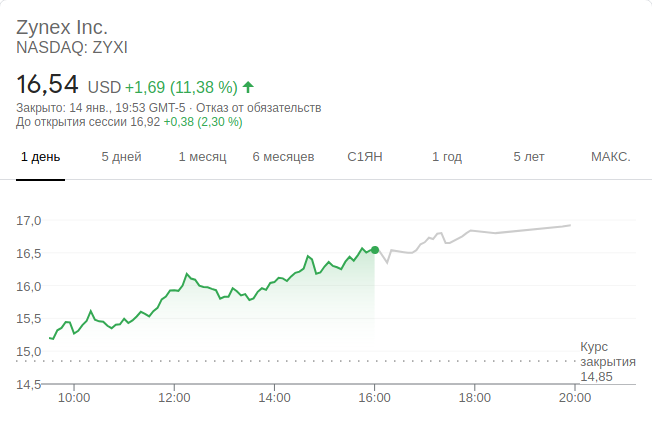 Zynex Inc.
NASDAQ: ZYXI
16,54 USD +1,69 (11,38 %)
Закрыто: 14 янв., 19:53 GMT-5 · Отказ от обязательств
До открытия сессии 16,92 +0,38 (2,30 %)
1 день 5 дней 1 месяц 6 месяцев С1ЯН 1 год 5 лет МАКС.
17,0
16,5
16,0
15,5
15,0
14,5
Курс
закрытия
14,85
10:00 12:00 14:00 16:00 18:00 20:00